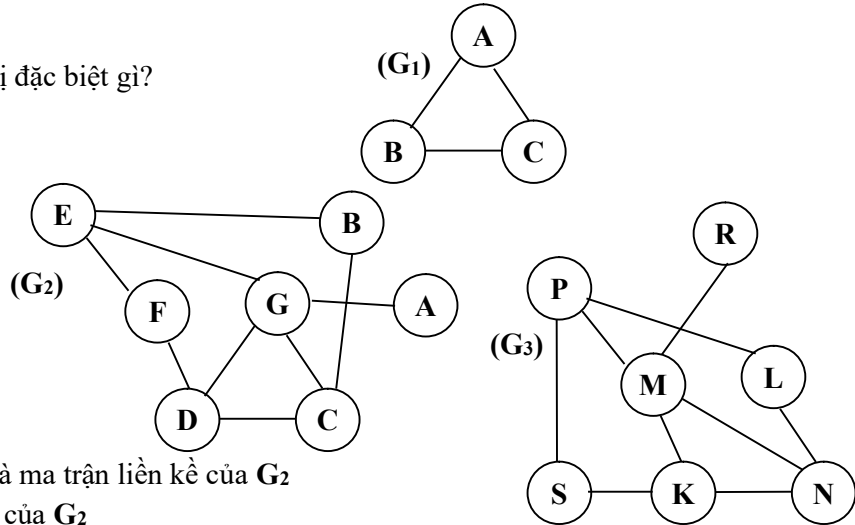 A
(G1)
ị đặc biệt gì?
B C
E
B
R
(G2)
P
F
G
A
(G3)
M
L
D
C
à ma trận liền kề của G2
S K N
của G2